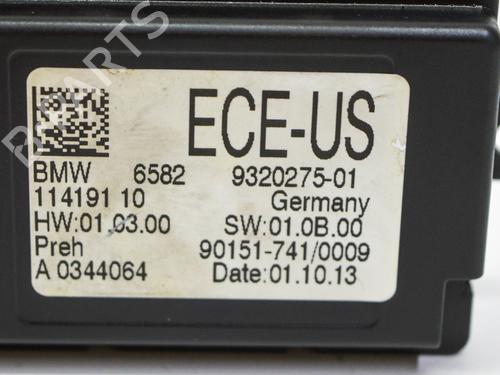 ECE-US
BMW 6582 9320275-01
114191 10 Germany
HW:01.03.00 SW:01.0B.00
Preh 90151-741/0009
A 0344064 Date:01.10.13
B-PARTS